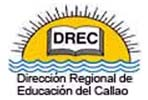 DREC
Dirección Regional de
Educación del Callao